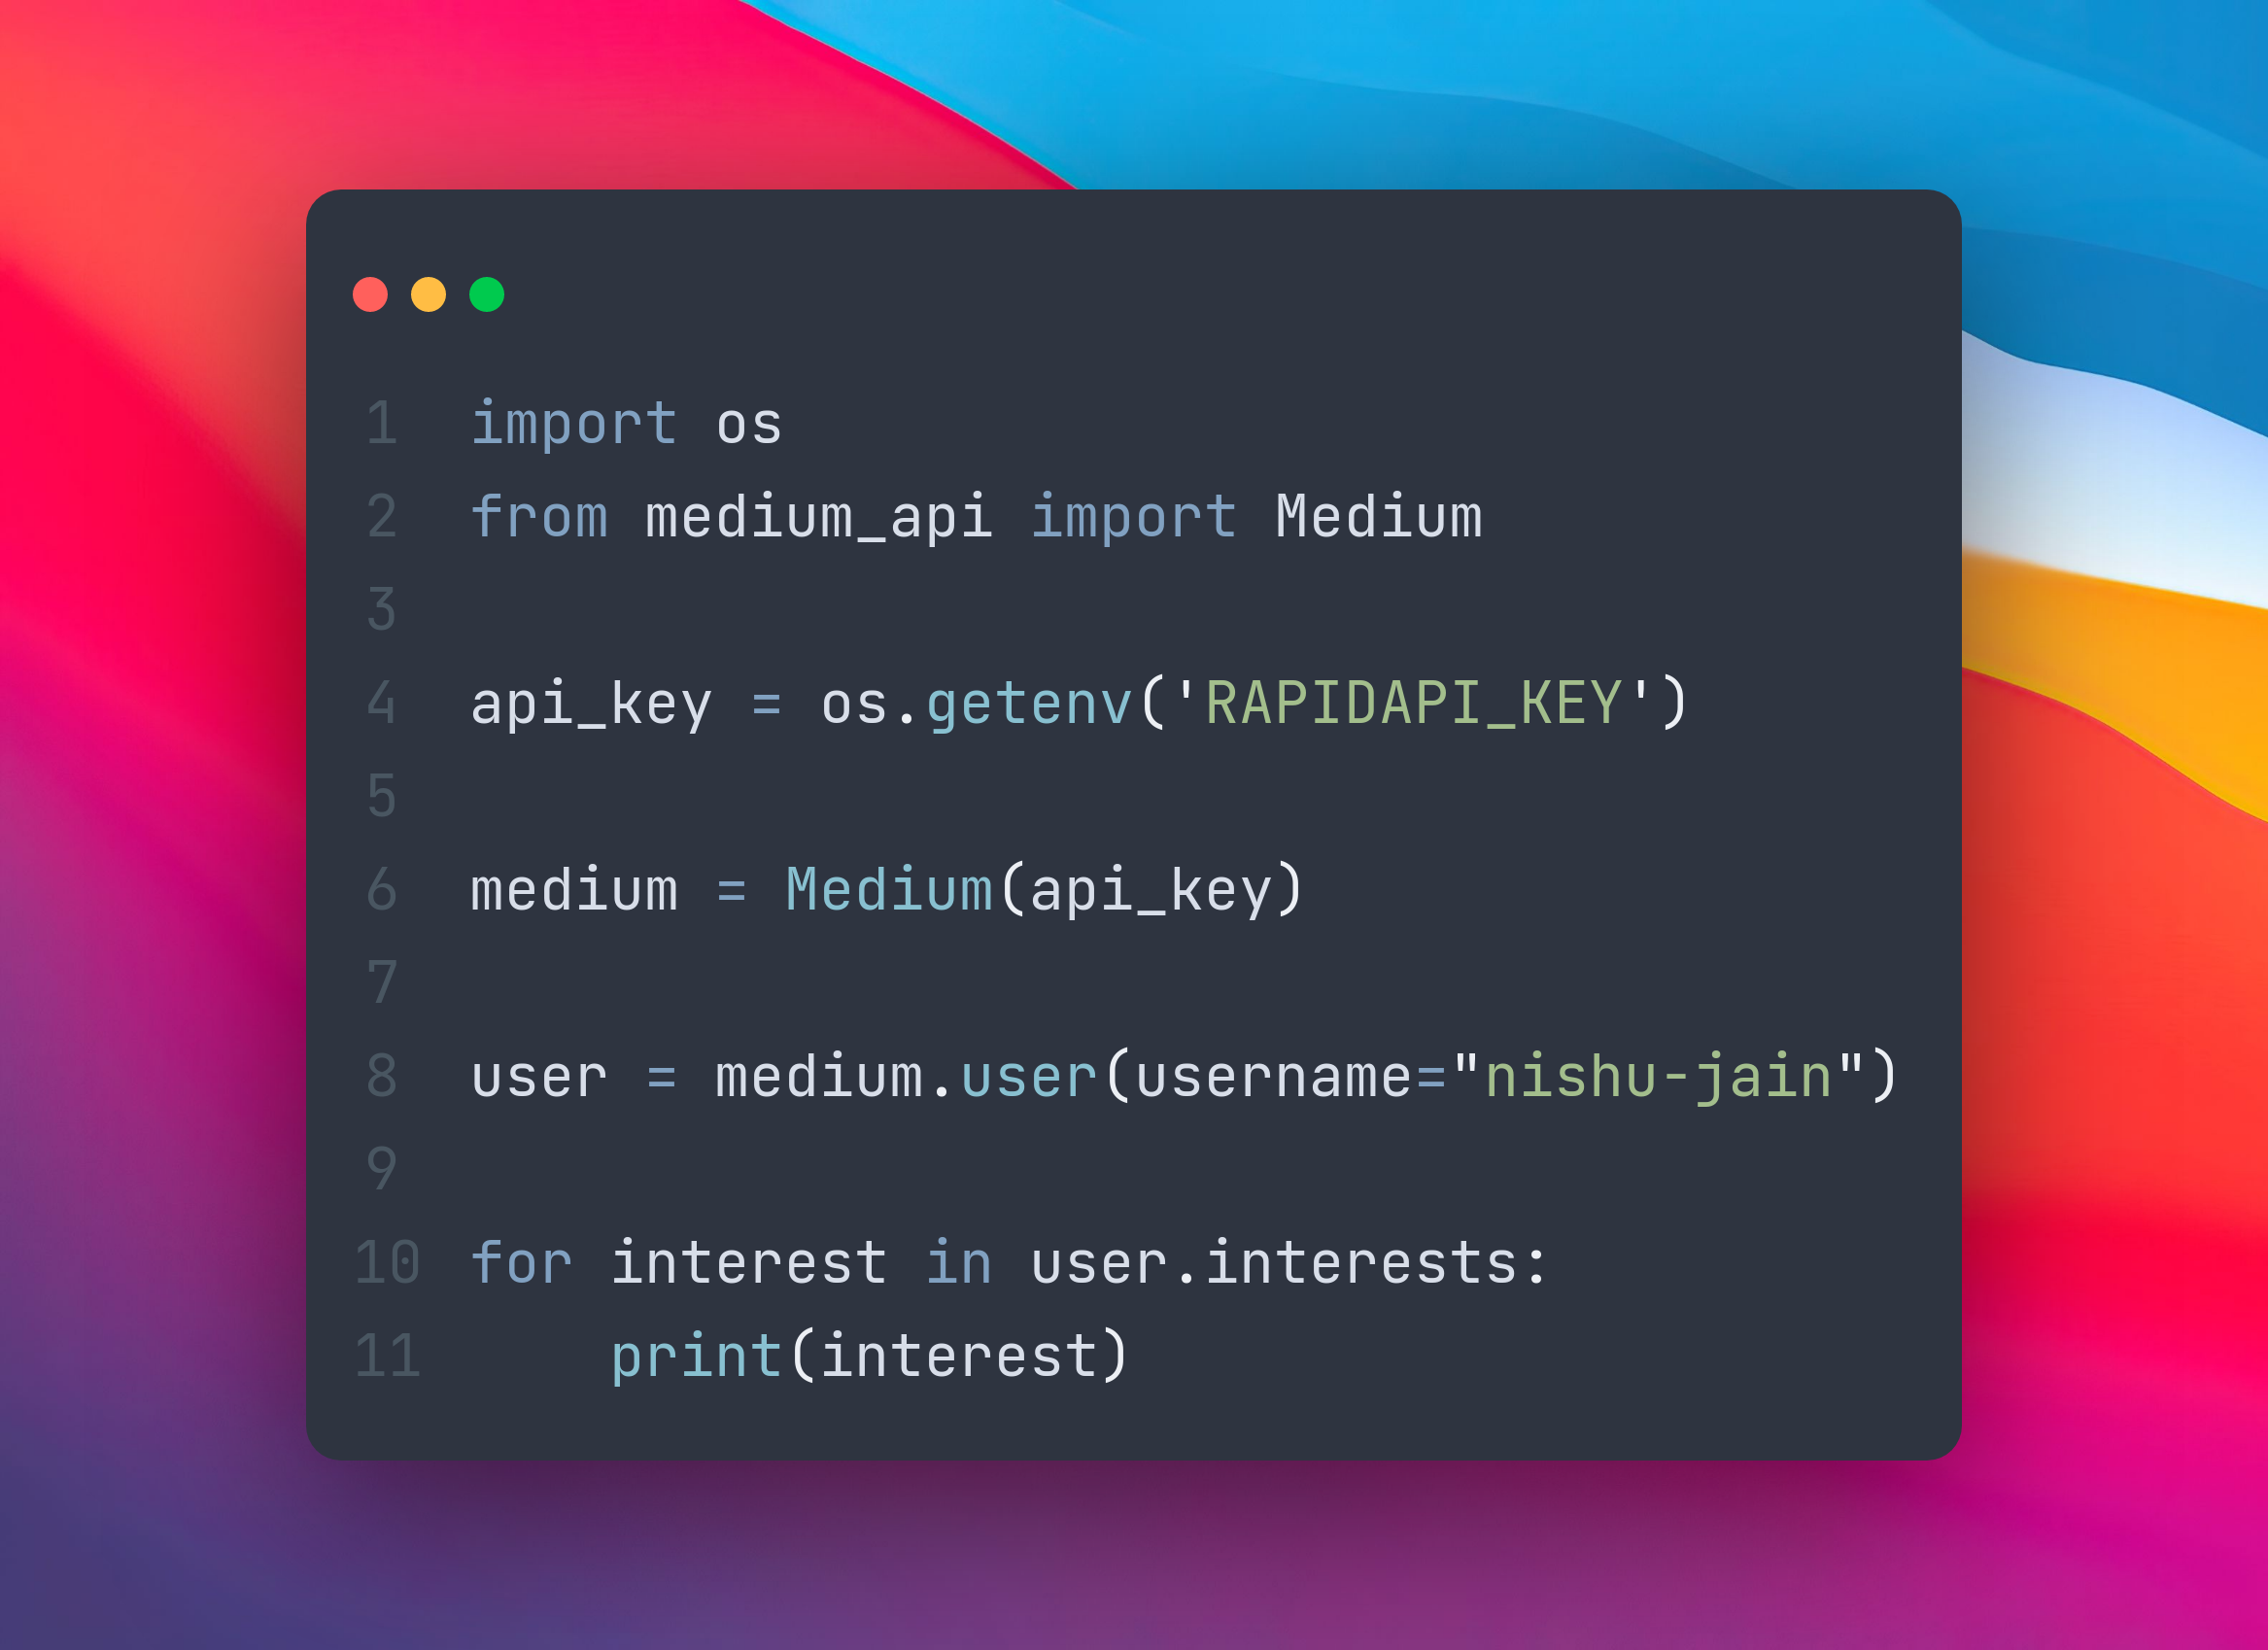 1 import os
2 from medium_api import Medium
3
4 api_key = os.getenv('RAPIDAPI_KEY')
5
6 medium = Medium(api_key)
7
8 user = medium.user(username="nishu-jain")
9
10 for interest in user.interests:
11     print(interest)